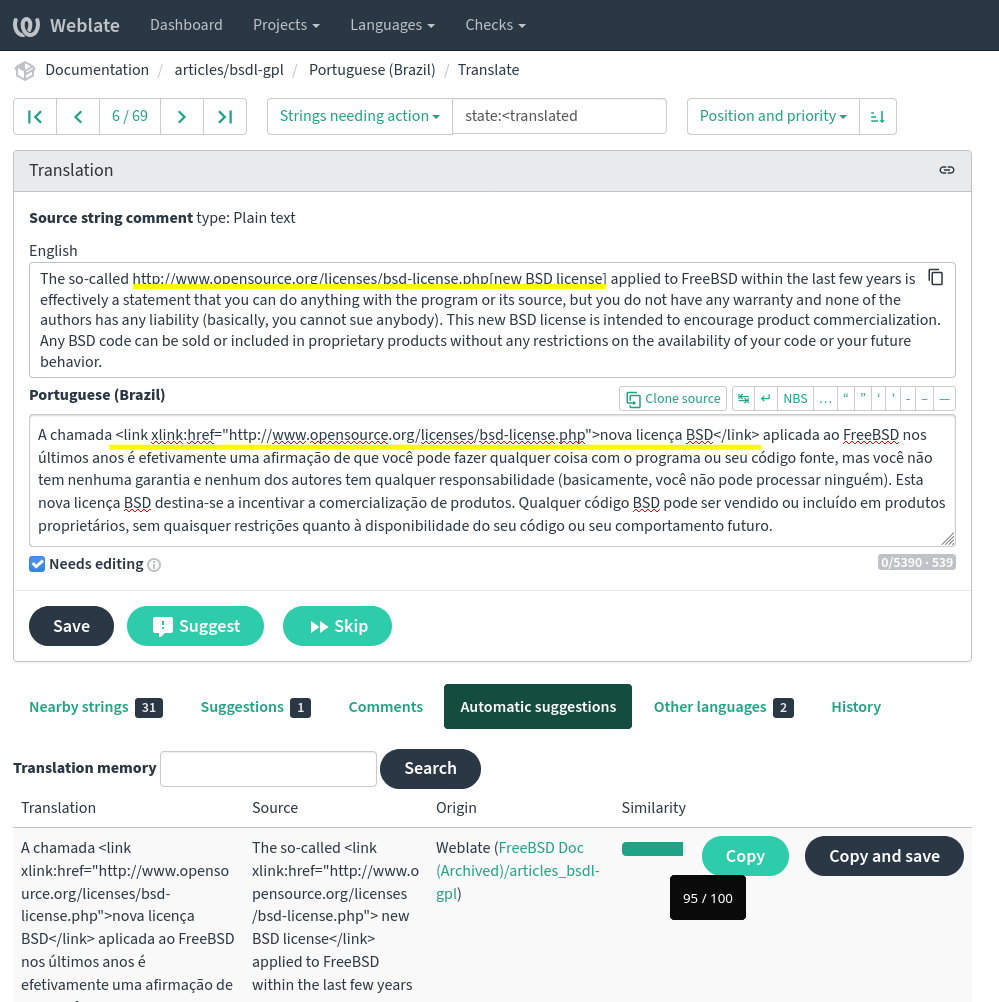 Weblate Dashboard Projects Languages Checks
Documentation / articles/bsdl-gpl / Portuguese (Brazil) / Translate
6 / 69 Strings needing action state:<translated Position and priority
Translation
Source string comment type: Plain text
English
The so-called http://www.opensource.org/licenses/bsd-license.php[new BSD license] applied to FreeBSD within the last few years is
effectively a statement that you can do anything with the program or its source, but you do not have any warranty and none of the
authors has any liability (basically, you cannot sue anybody). This new BSD license is intended to encourage product commercialization.
Any BSD code can be sold or included in proprietary products without any restrictions on the availability of your code or your future
behavior.
Portuguese (Brazil) Clone source ↹ ↵ NBS … “ ” ‘ ’ - – —
A chamada <link xlink:href="http://www.opensource.org/licenses/bsd-license.php">nova licença BSD</link> aplicada ao FreeBSD nos
últimos anos é efetivamente uma afirmação de que você pode fazer qualquer coisa com o programa ou seu código fonte, mas você não
tem nenhuma garantia e nenhum dos autores tem qualquer responsabilidade (basicamente, você não pode processar ninguém). Esta
nova licença BSD destina-se a incentivar a comercialização de produtos. Qualquer código BSD pode ser vendido ou incluído em produtos
proprietários, sem quaisquer restrições quanto à disponibilidade do seu código ou seu comportamento futuro.
Needs editing 0/5390 · 539
Save Suggest Skip
Nearby strings 31 Suggestions 1 Comments Automatic suggestions Other languages 2 History
Translation memory Search
Translation Source Origin Similarity
A chamada <link
xlink:href="http://www.openso
urce.org/licenses/bsd-
license.php">nova licença
BSD</link> aplicada ao FreeBSD
nos últimos anos é
efetivamente uma afirmação de
The so-called <link
xlink:href="http://www.o
pensource.org/licenses
/bsd-license.php"> new
BSD license</link>
applied to FreeBSD
within the last few years
Weblate (FreeBSD Doc
(Archived)/articles_bsdl-
gpl)
Copy Copy and save
95 / 100